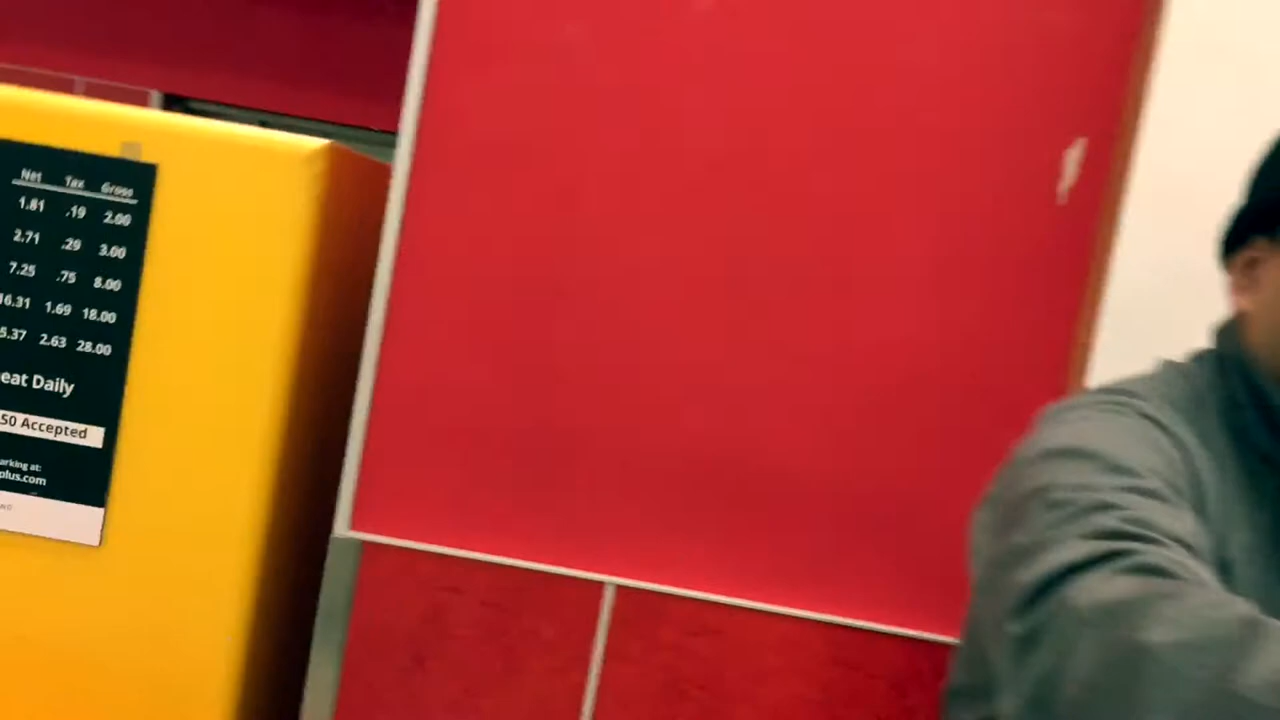 Net Tax Gross
1.81 .19 2.00
2.71 .29 3.00
7.25 .75 8.00
16.31 1.69 18.00
5.37 2.63 28.00
eat Daily
50 Accepted
arking at:
plus.com